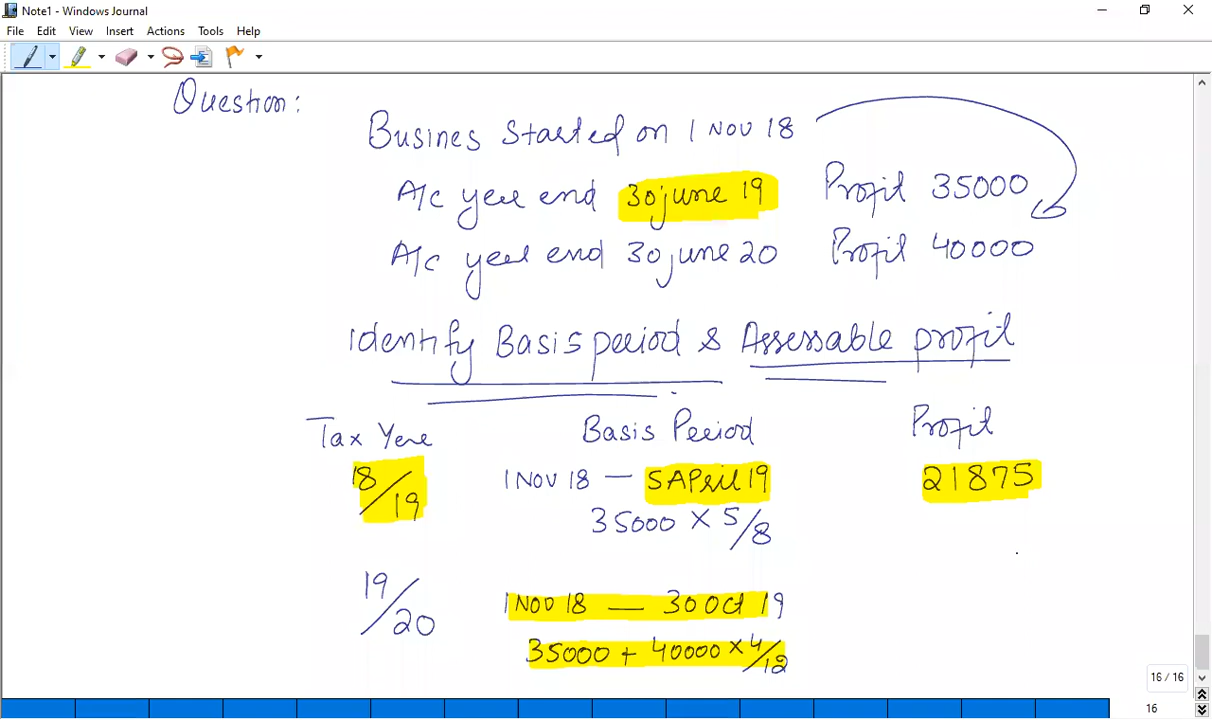 Note1 - Windows Journal
File Edit View Insert Actions Tools Help
Question:
Busines Started on 1 Nov 18
A/c yeer end 30 june 19 Profit 35000
A/c yeer end 30 june 20 Profit 40000
Identify Basis period & Assessable profit
Tax Yere Basis Period Profit
18/19 1 Nov 18 — 5 April 19 21875
35000 × 5/8
19/20 1 Nov 18 — 30 Oct 19
35000 + 40000 × 4/12
16 / 16
16